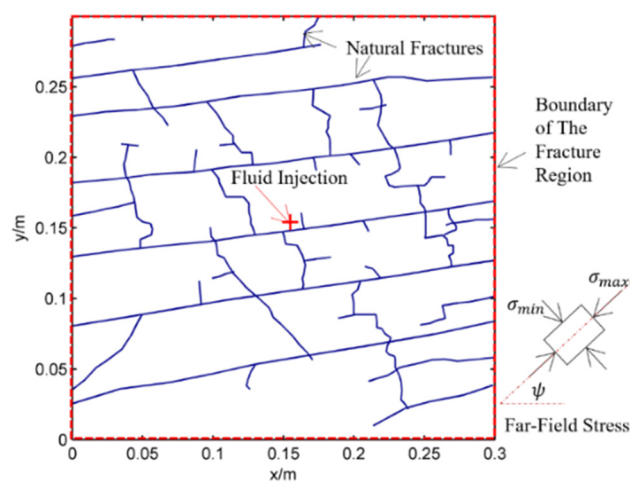 Natural Fractures
Boundary
of The
Fracture
Region
Fluid Injection
σmax
σmin
ψ
Far-Field Stress
y/m
0.25
0.2
0.15
0.1
0.05
0
0
0.05
0.1
0.15
0.2
0.25
0.3
x/m